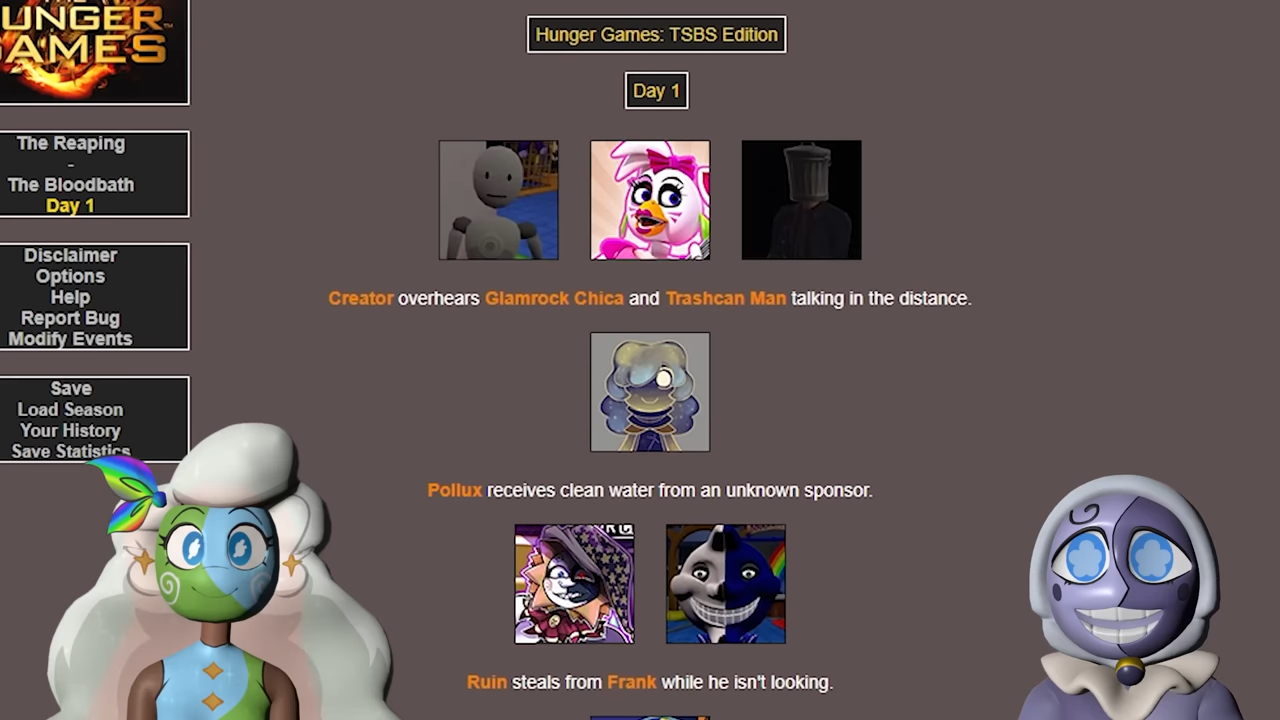 THE
HUNGER
GAMES
The Reaping
-
The Bloodbath
Day 1
Disclaimer
Options
Help
Report Bug
Modify Events
Save
Load Season
Your History
Save Statistics
Hunger Games: TSBS Edition
Day 1
Creator overhears Glamrock Chica and Trashcan Man talking in the distance.
Pollux receives clean water from an unknown sponsor.
Ruin steals from Frank while he isn't looking.